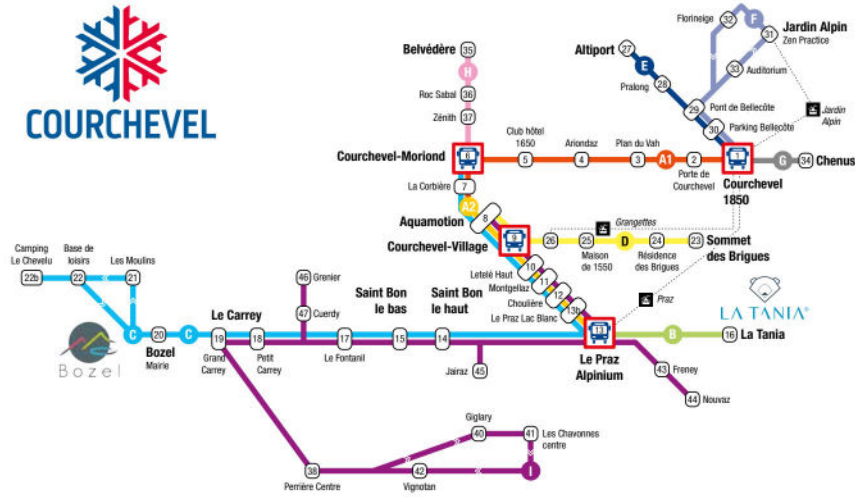 COURCHEVEL
Belvédère
35
H
Roc Sabal
36
Zénith
37
Courchevel-Moriond
6
Club hôtel
1650
5
Ariondaz
4
Plan du Vah
3
A1
2
Porte de
Courchevel
Altiport
27
E
Pralong
28
Florineige
32
F
31
Jardin Alpin
Zen Practice
33
Auditorium
29
Pont de Bellecôte
30
Parking Bellecôte
Jardin
Alpin
1
Courchevel
1850
G
34
Chenus
La Corbière
7
A2
Aquamotion
8
Courchevel-Village
9
26
Grangettes
25
Maison
de 1550
D
24
Résidence
des Brigues
23
Sommet
des Brigues
Letelé Haut
10
Montgellaz
11
Choulière
12
Le Praz Lac Blanc
13b
Praz
LA TANIA
13
Le Praz
Alpinium
B
16
La Tania
Camping
Le Chevelu
22b
Base de
loisirs
22
Les Moulins
21
C
20
C
Bozel
Mairie
Bozel
Le Carrey
19
Grand
Carrey
18
Petit
Carrey
46
Grenier
47
Cuerdy
17
Le Fontanil
Saint Bon
le bas
15
Saint Bon
le haut
14
Jairaz
45
43
Freney
44
Nouvaz
Giglary
40
41
Les Chavonnes
centre
38
Perrière Centre
42
Vignotan
I